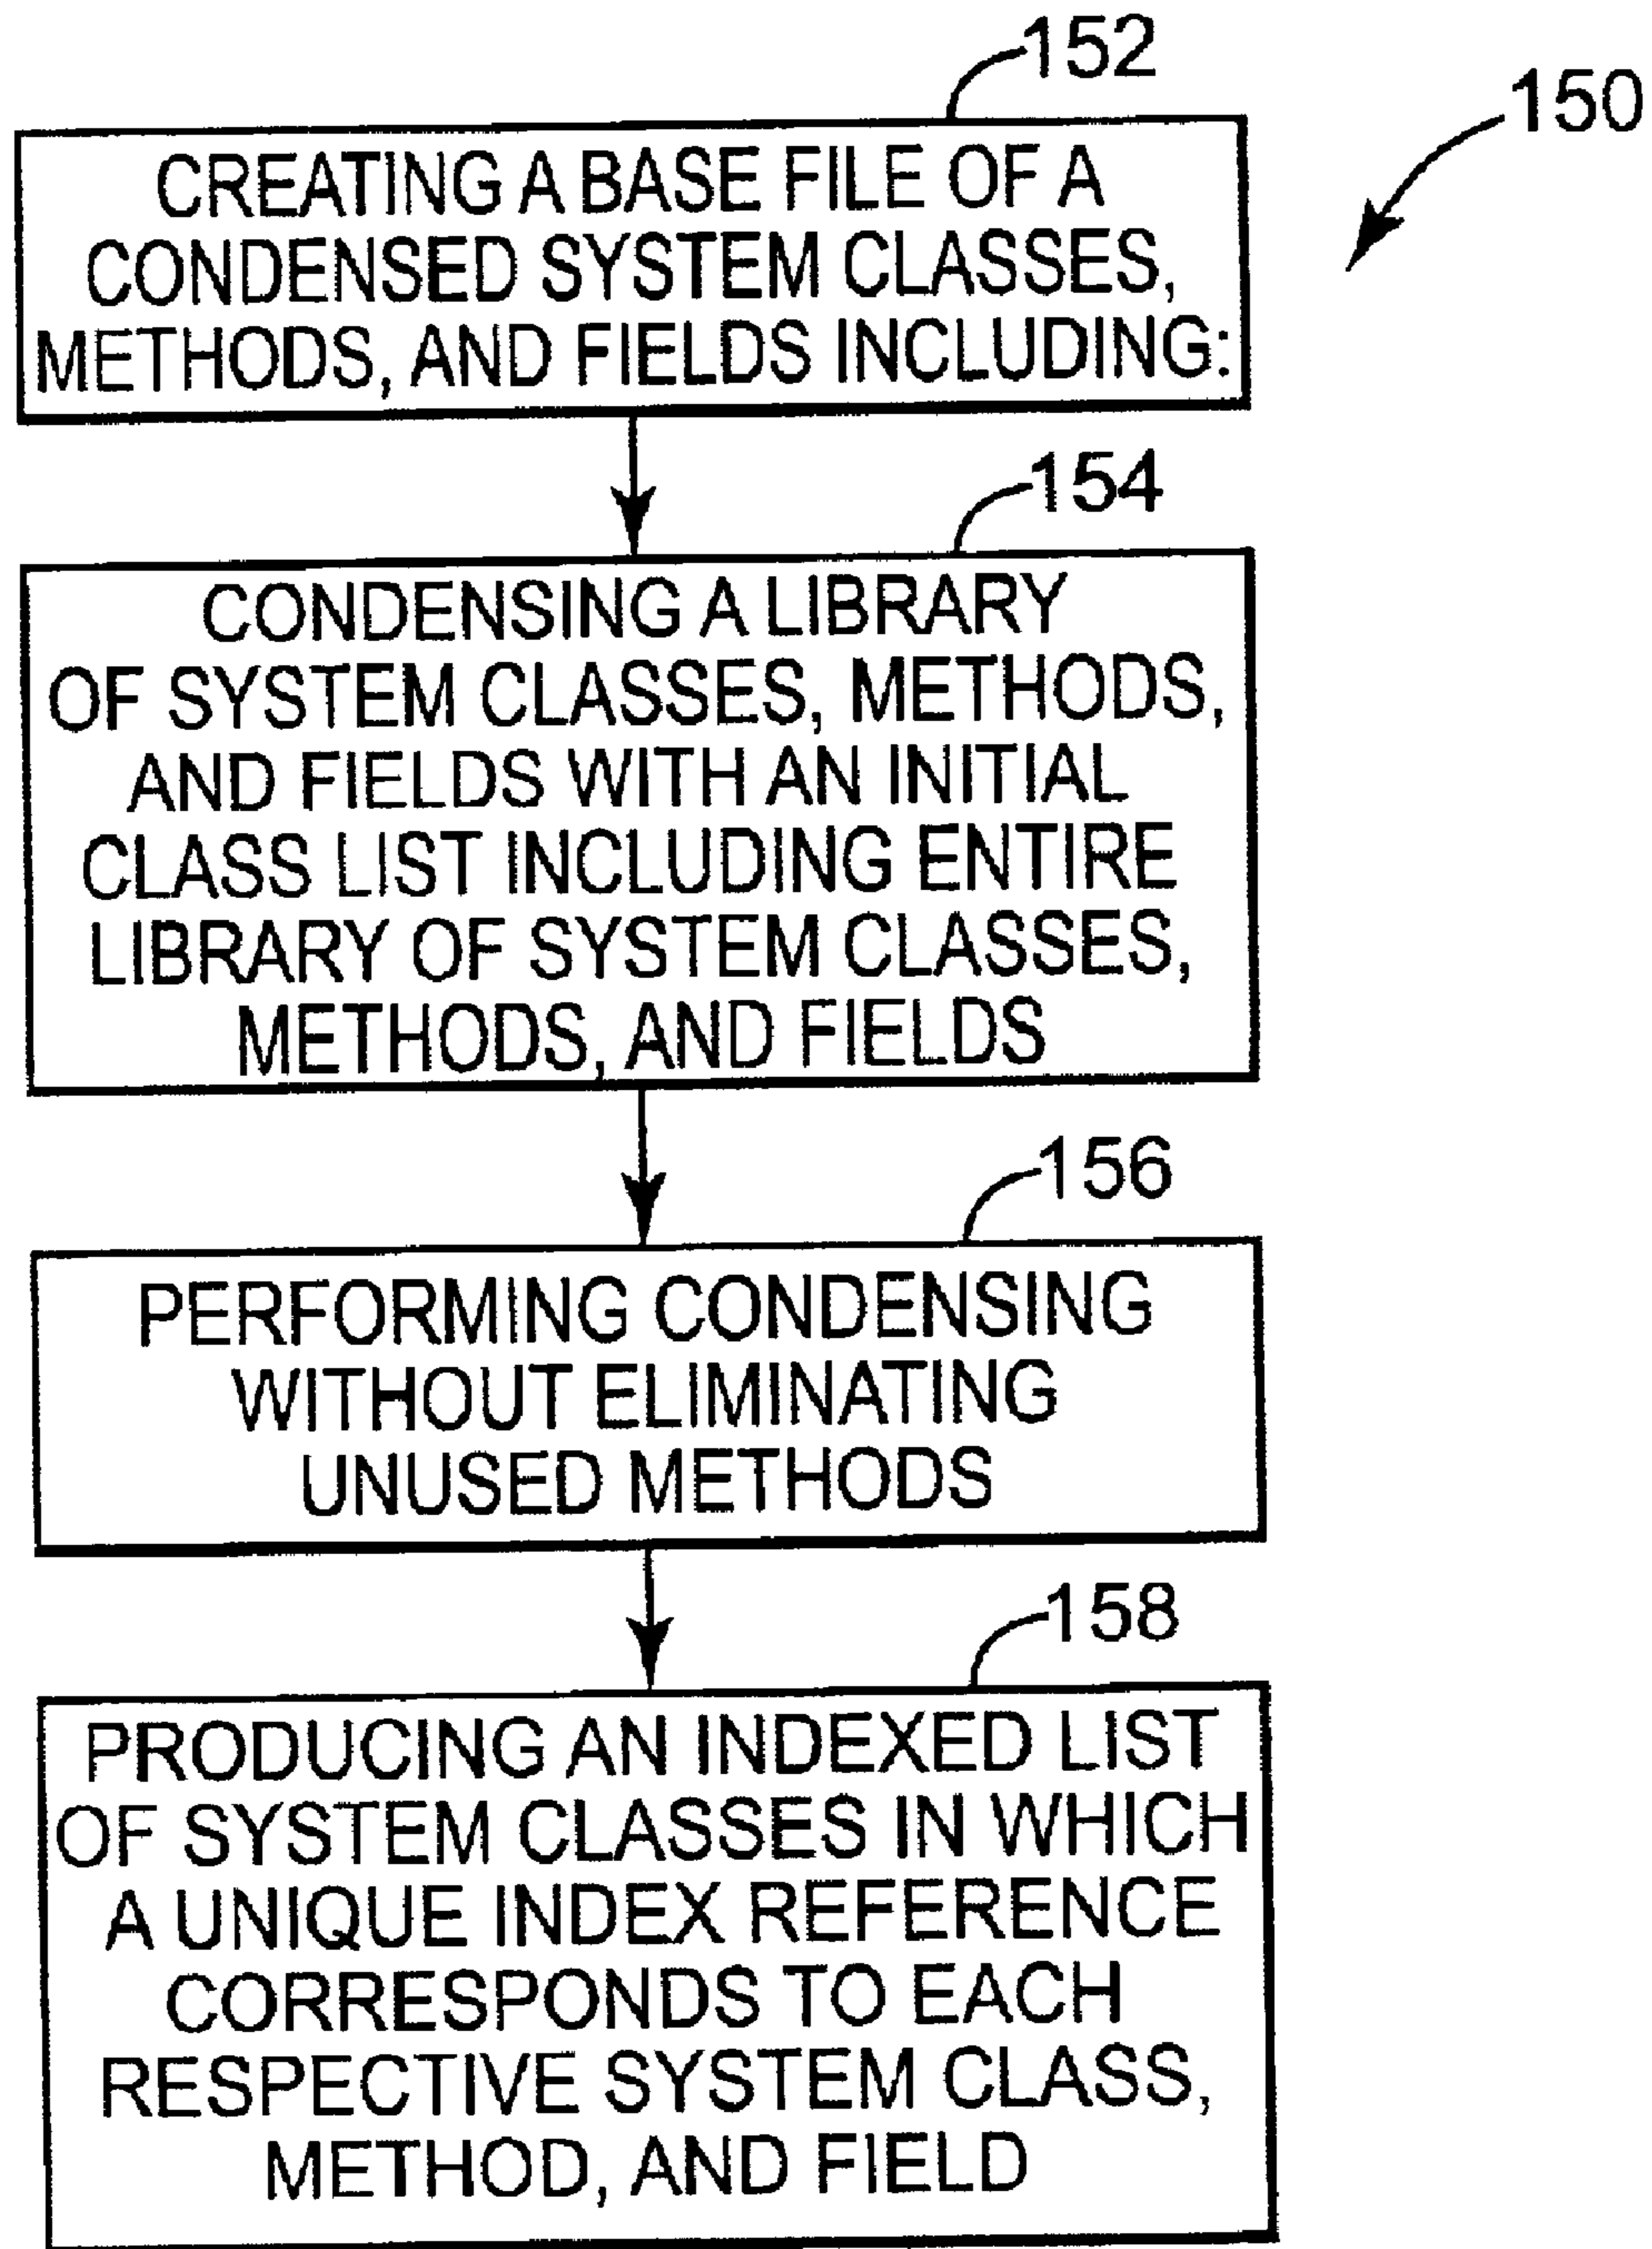 152
150
CREATING A BASE FILE OF A
CONDENSED SYSTEM CLASSES,
METHODS, AND FIELDS INCLUDING:
154
CONDENSING A LIBRARY
OF SYSTEM CLASSES, METHODS,
AND FIELDS WITH AN INITIAL
CLASS LIST INCLUDING ENTIRE
LIBRARY OF SYSTEM CLASSES,
METHODS, AND FIELDS
156
PERFORMING CONDENSING
WITHOUT ELIMINATING
UNUSED METHODS
158
PRODUCING AN INDEXED LIST
OF SYSTEM CLASSES IN WHICH
A UNIQUE INDEX REFERENCE
CORRESPONDS TO EACH
RESPECTIVE SYSTEM CLASS,
METHOD, AND FIELD